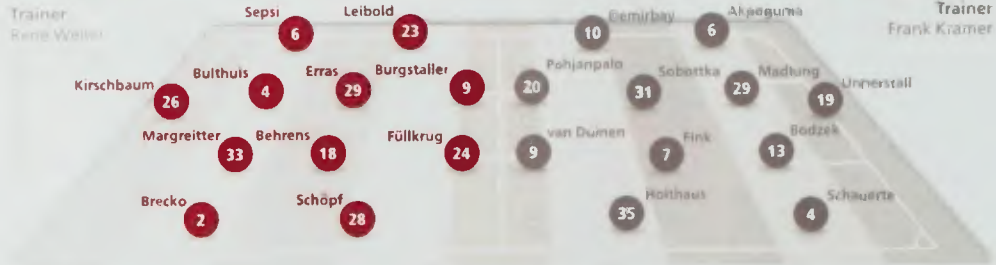 Trainer
René Weiler
Trainer
Frank Kramer
Sepsi
6
Leibold
23
Demirbay
10
Akpoguma
6
Kirschbaum
26
Bulthuis
4
Erras
29
Burgstaller
9
Pohjanpalo
20
Sobottka
31
Madlung
29
Unnerstall
19
Margreitter
33
Behrens
18
Füllkrug
24
van Duinen
9
Fink
7
Bodzek
13
Brecko
2
Schöpf
28
Holthaus
35
Schauerte
4